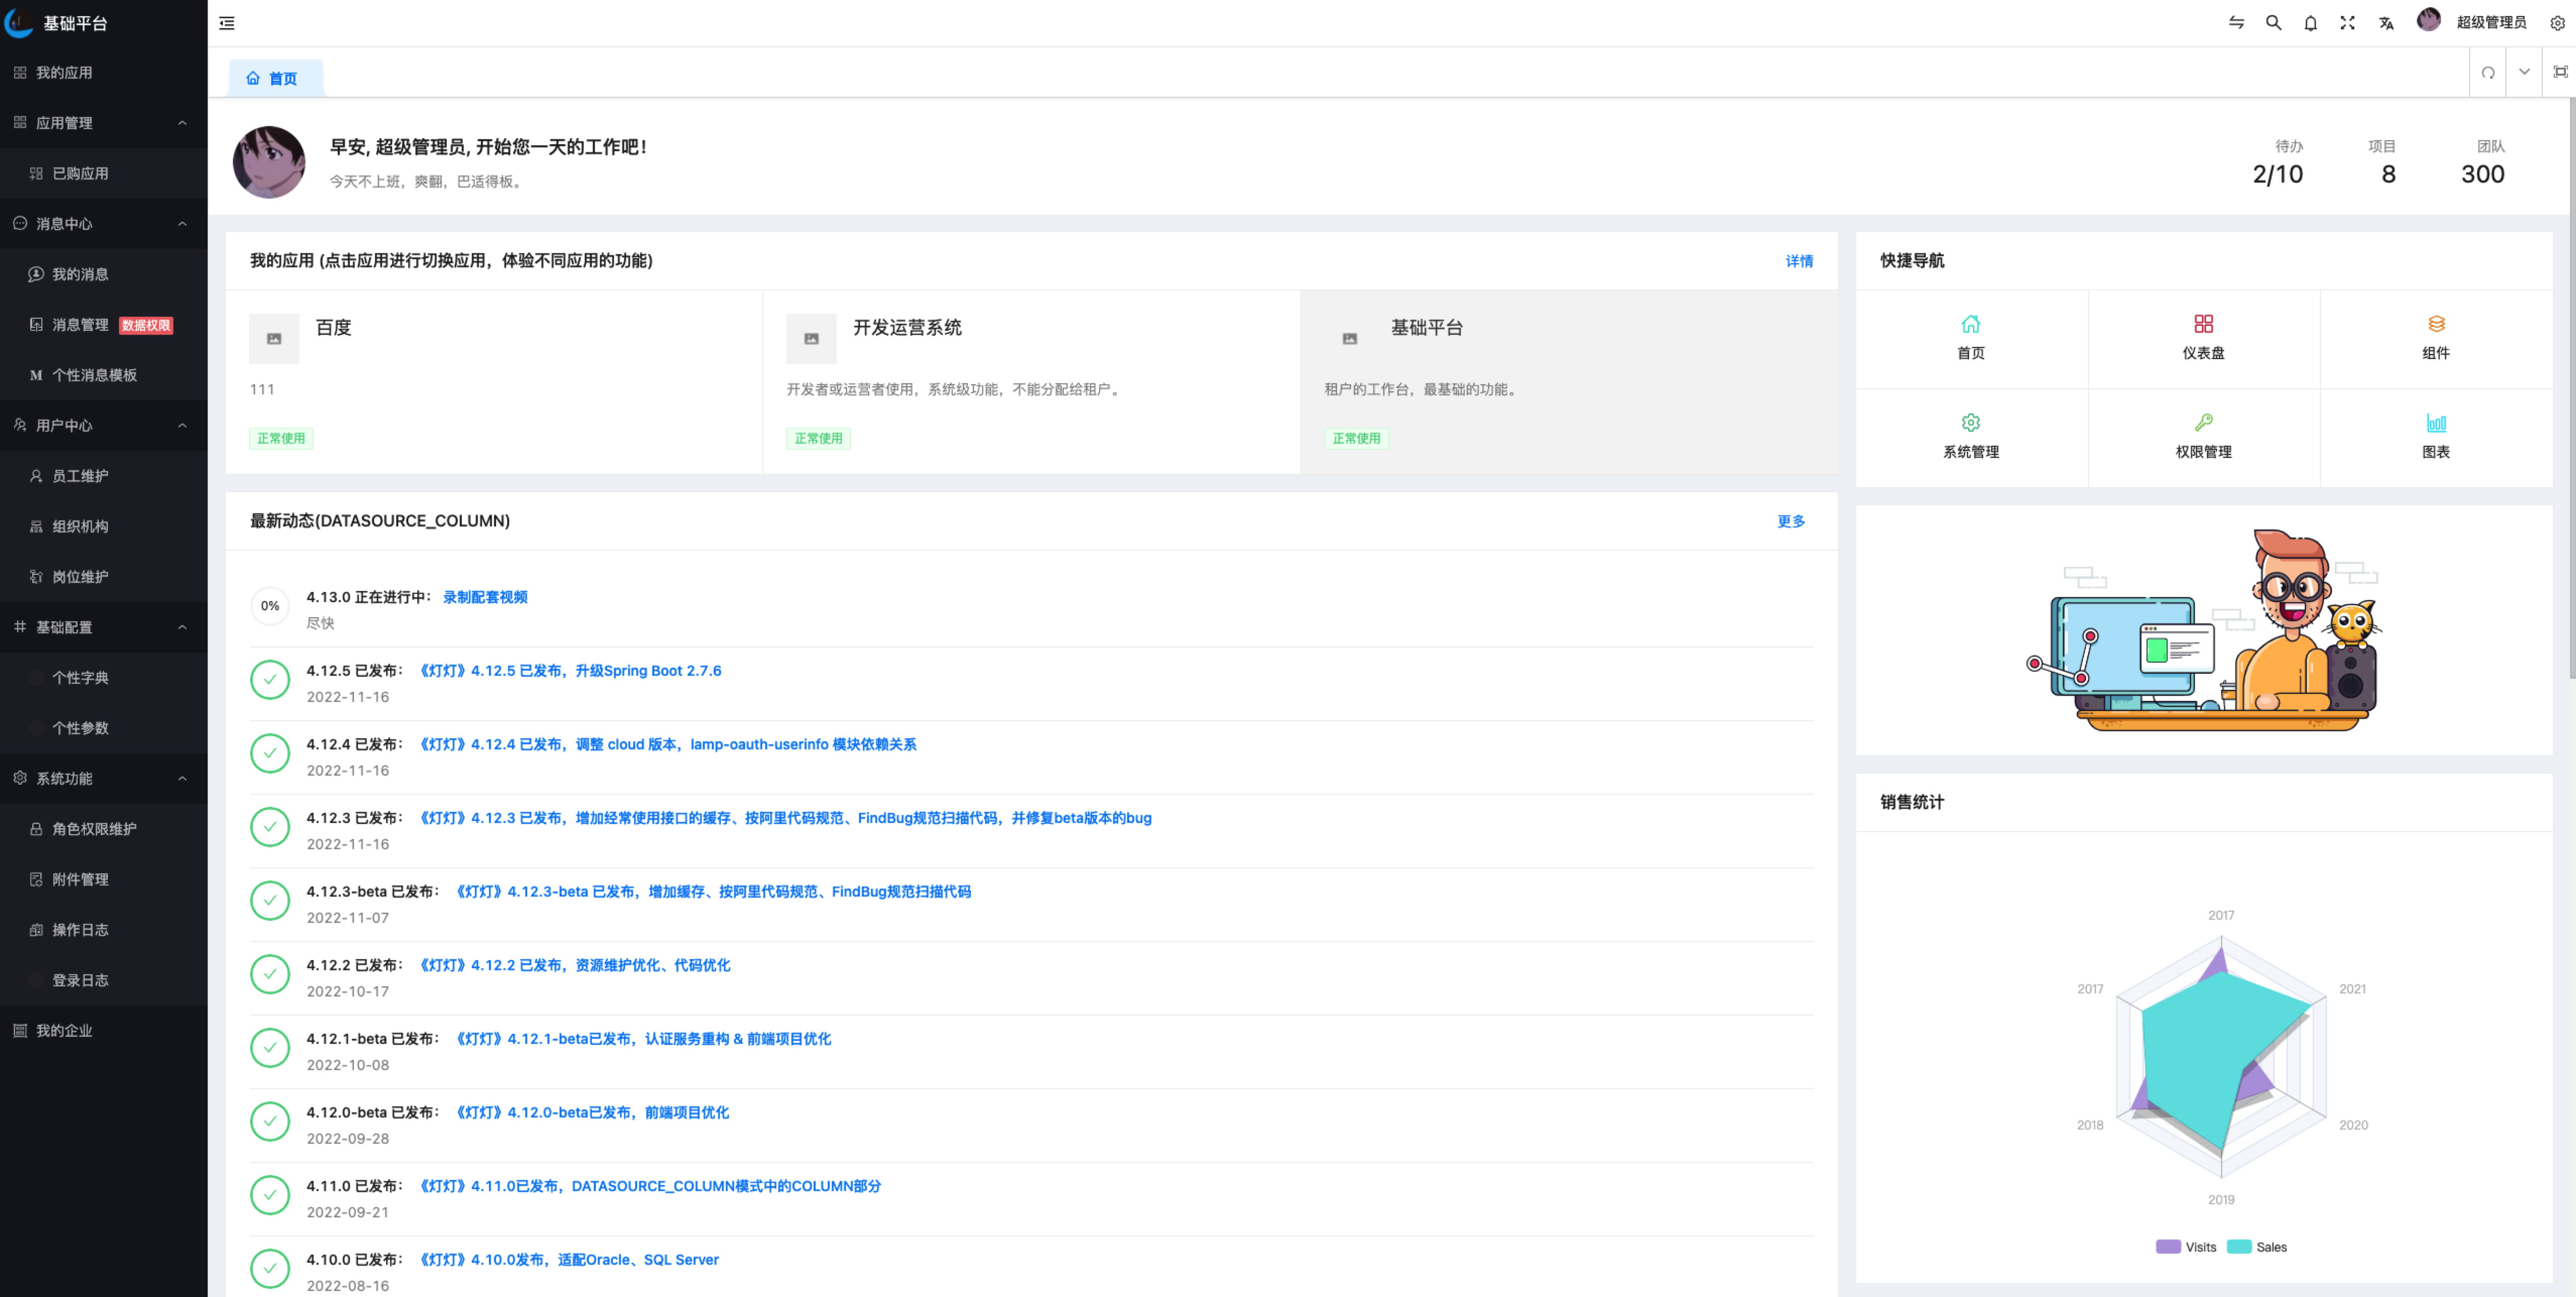 基础平台
我的应用
应用管理
已购应用
消息中心
我的消息
消息管理 数据权限
个性消息模板
用户中心
员工维护
组织机构
岗位维护
基础配置
个性字典
个性参数
系统功能
角色权限维护
附件管理
操作日志
登录日志
我的企业
超级管理员
首页
早安, 超级管理员, 开始您一天的工作吧!
今天不上班，爽翻，巴适得板。
待办
2/10
项目
8
团队
300
我的应用 (点击应用进行切换应用，体验不同应用的功能)
详情
百度
111
正常使用
开发运营系统
开发者或运营者使用，系统级功能，不能分配给租户。
正常使用
基础平台
租户的工作台，最基础的功能。
正常使用
最新动态(DATASOURCE_COLUMN)
更多
0%
4.13.0 正在进行中： 录制配套视频
尽快
4.12.5 已发布： 《灯灯》4.12.5 已发布，升级Spring Boot 2.7.6
2022-11-16
4.12.4 已发布： 《灯灯》4.12.4 已发布，调整 cloud 版本，lamp-oauth-userinfo 模块依赖关系
2022-11-16
4.12.3 已发布： 《灯灯》4.12.3 已发布，增加经常使用接口的缓存、按阿里代码规范、FindBug规范扫描代码，并修复beta版本的bug
2022-11-16
4.12.3-beta 已发布： 《灯灯》4.12.3-beta 已发布，增加缓存、按阿里代码规范、FindBug规范扫描代码
2022-11-07
4.12.2 已发布： 《灯灯》4.12.2 已发布，资源维护优化、代码优化
2022-10-17
4.12.1-beta 已发布： 《灯灯》4.12.1-beta已发布，认证服务重构 & 前端项目优化
2022-10-08
4.12.0-beta 已发布： 《灯灯》4.12.0-beta已发布，前端项目优化
2022-09-28
4.11.0 已发布： 《灯灯》4.11.0已发布，DATASOURCE_COLUMN模式中的COLUMN部分
2022-09-21
4.10.0 已发布： 《灯灯》4.10.0发布，适配Oracle、SQL Server
2022-08-16
快捷导航
首页
仪表盘
组件
系统管理
权限管理
图表
销售统计
2017
2017
2021
2018
2020
2019
Visits
Sales